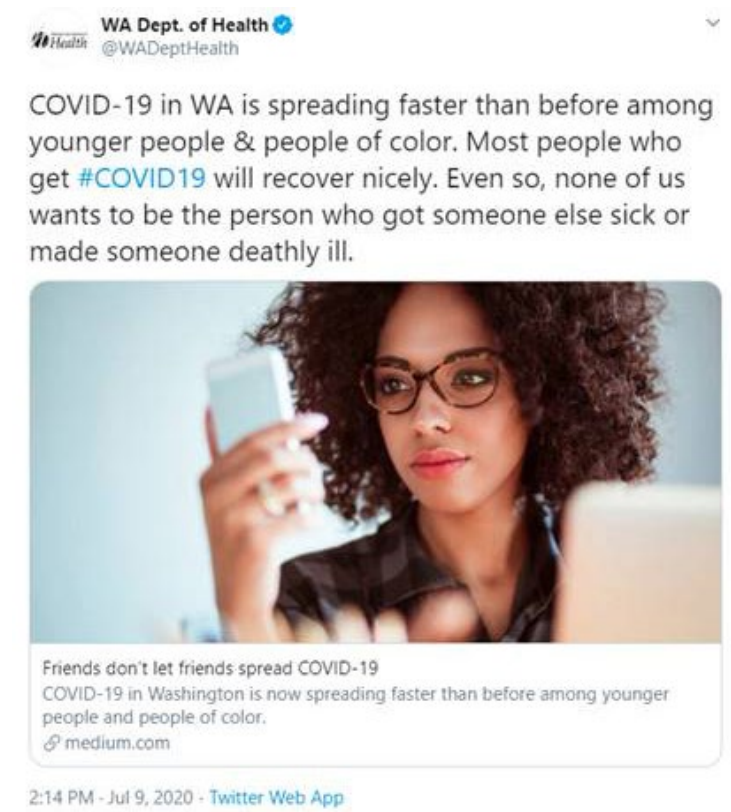 WA Dept. of Health
Health
@WADeptHealth
COVID-19 in WA is spreading faster than before among
younger people & people of color. Most people who
get #COVID19 will recover nicely. Even so, none of us
wants to be the person who got someone else sick or
made someone deathly ill.
Friends don't let friends spread COVID-19
COVID-19 in Washington is now spreading faster than before among younger
people and people of color.
medium.com
2:14 PM - Jul 9, 2020 - Twitter Web App